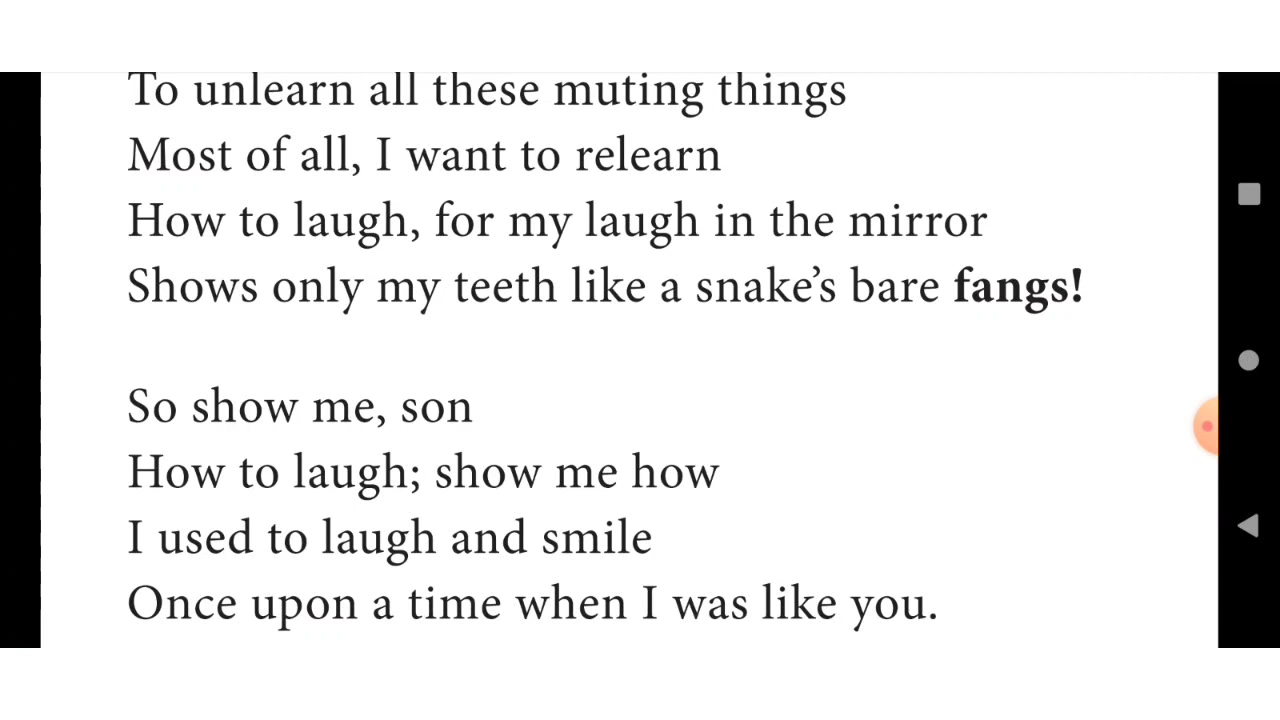 To unlearn all these muting things
Most of all, I want to relearn
How to laugh, for my laugh in the mirror
Shows only my teeth like a snake’s bare fangs!
So show me, son
How to laugh; show me how
I used to laugh and smile
Once upon a time when I was like you.